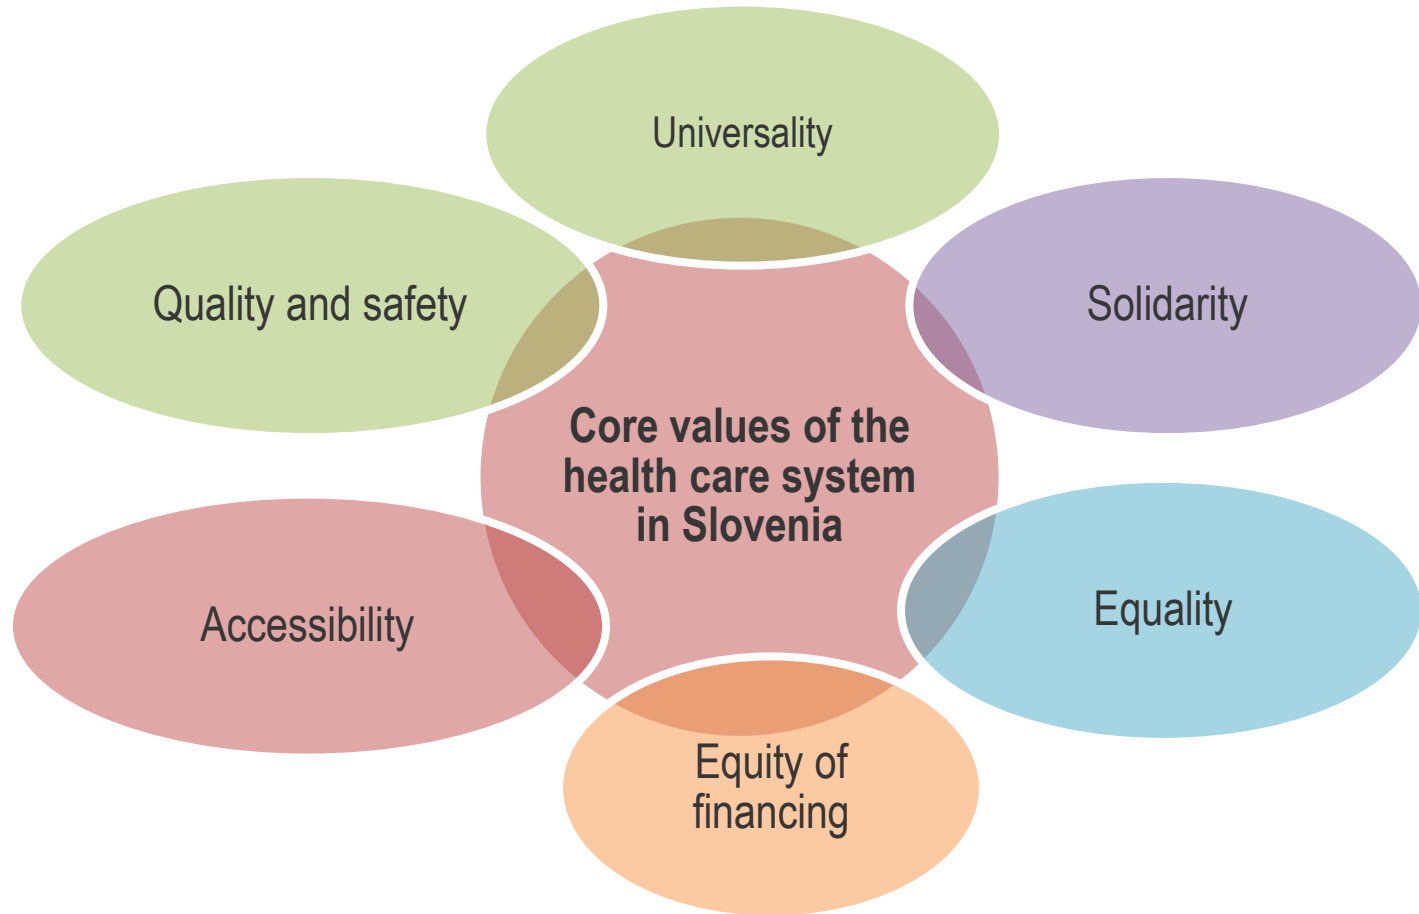 Universality
Quality and safety
Solidarity
Core values of the
health care system
in Slovenia
Accessibility
Equality
Equity of
financing